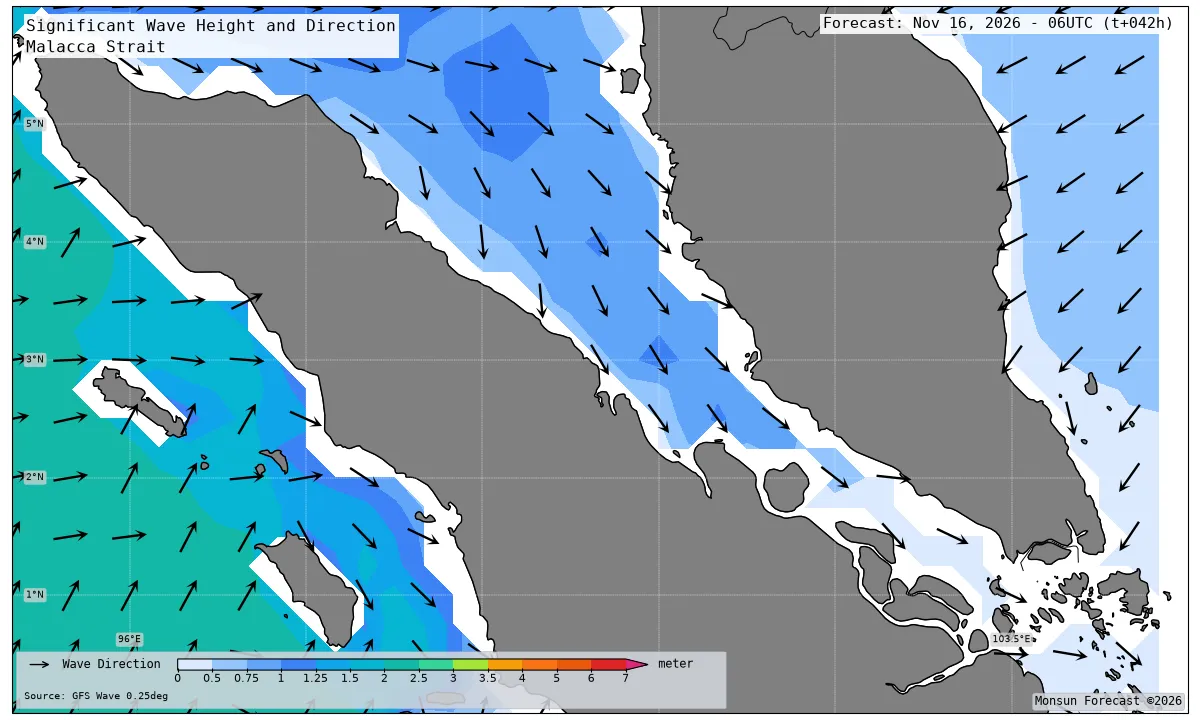 Significant Wave Height and Direction
Malacca Strait
Forecast: Nov 16, 2026 - 06UTC (t+042h)
5°N
4°N
3°N
2°N
1°N
96°E
103.5°E
Wave Direction
0 0.5 0.75 1 1.25 1.5 2 2.5 3 3.5 4 5 6 7
meter
Source: GFS Wave 0.25deg
Monsun Forecast ©2026